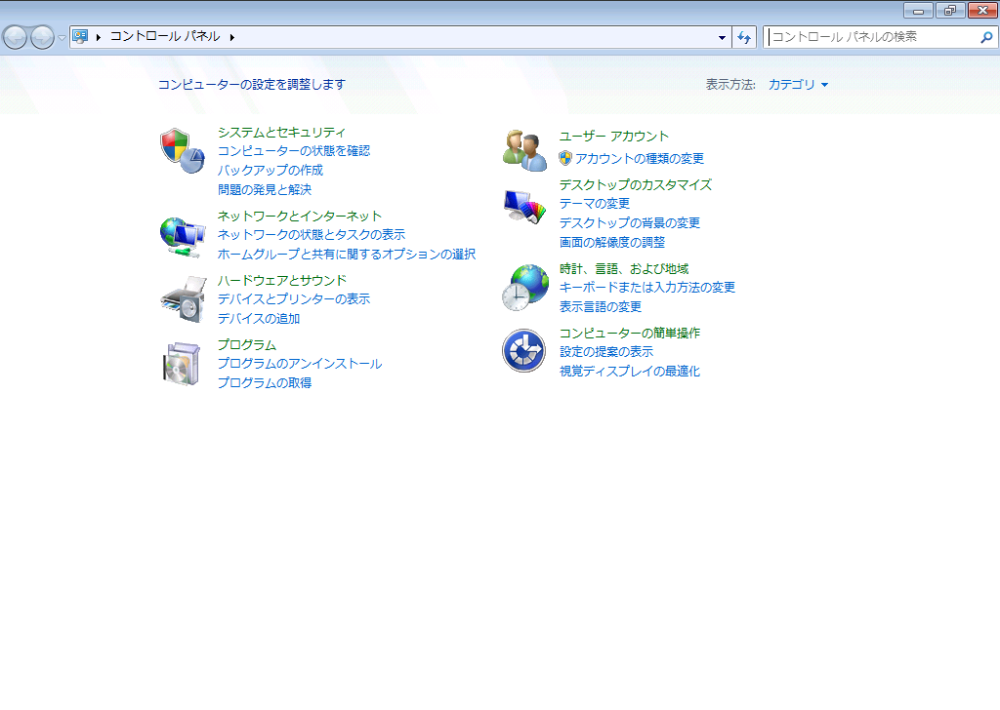 コントロール パネル
コントロール パネルの検索
コンピューターの設定を調整します
表示方法: カテゴリ
システムとセキュリティ
コンピューターの状態を確認
バックアップの作成
問題の発見と解決
ネットワークとインターネット
ネットワークの状態とタスクの表示
ホームグループと共有に関するオプションの選択
ハードウェアとサウンド
デバイスとプリンターの表示
デバイスの追加
プログラム
プログラムのアンインストール
プログラムの取得
ユーザー アカウント
アカウントの種類の変更
デスクトップのカスタマイズ
テーマの変更
デスクトップの背景の変更
画面の解像度の調整
時計、言語、および地域
キーボードまたは入力方法の変更
表示言語の変更
コンピューターの簡単操作
設定の提案の表示
視覚ディスプレイの最適化